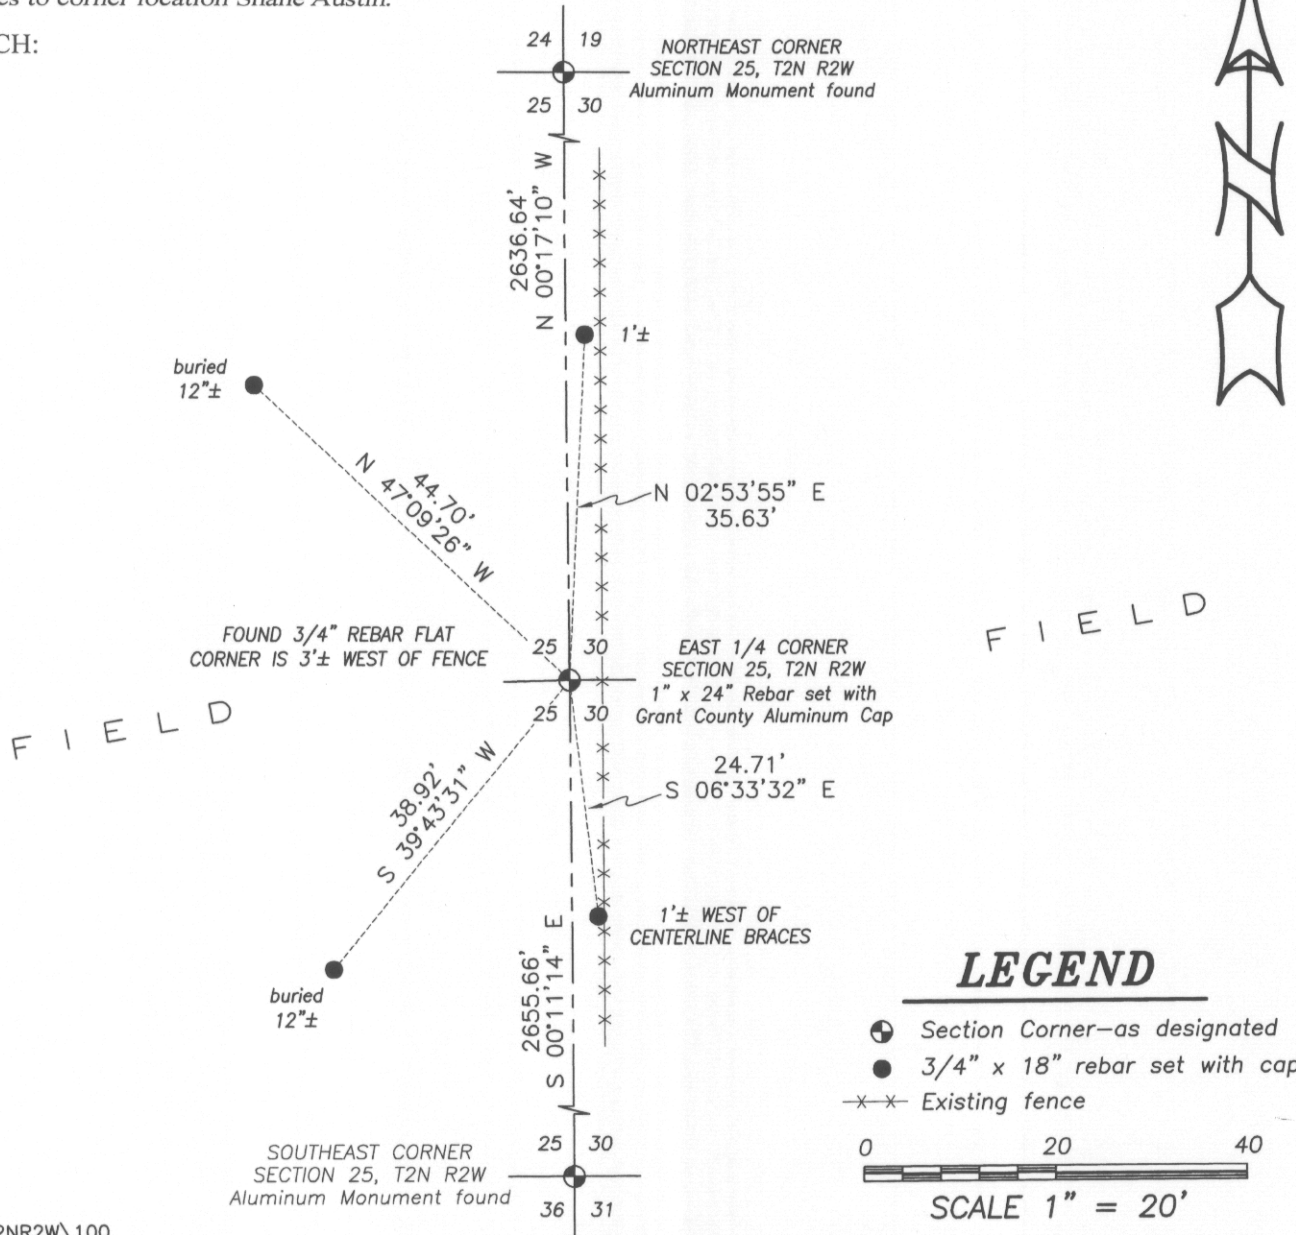 es to corner location Shane Austin.
CH:
24 19
25 30
NORTHEAST CORNER
SECTION 25, T2N R2W
Aluminum Monument found
2636.64'
N 00°17'10" W
1'±
buried
12"±
44.70'
N 47°09'26" W
N 02°53'55" E
35.63'
FIELD
FOUND 3/4" REBAR FLAT
CORNER IS 3'± WEST OF FENCE
25 30
25 30
EAST 1/4 CORNER
SECTION 25, T2N R2W
1" x 24" Rebar set with
Grant County Aluminum Cap
FIELD
24.71'
S 06°33'32" E
38.92'
S 39°43'31" W
1'± WEST OF
CENTERLINE BRACES
buried
12"±
2655.66'
S 00°11'14" E
25 30
36 31
SOUTHEAST CORNER
SECTION 25, T2N R2W
Aluminum Monument found
LEGEND
Section Corner—as designated
3/4" x 18" rebar set with cap
Existing fence
0 20 40
SCALE 1" = 20'
2NR2W\100